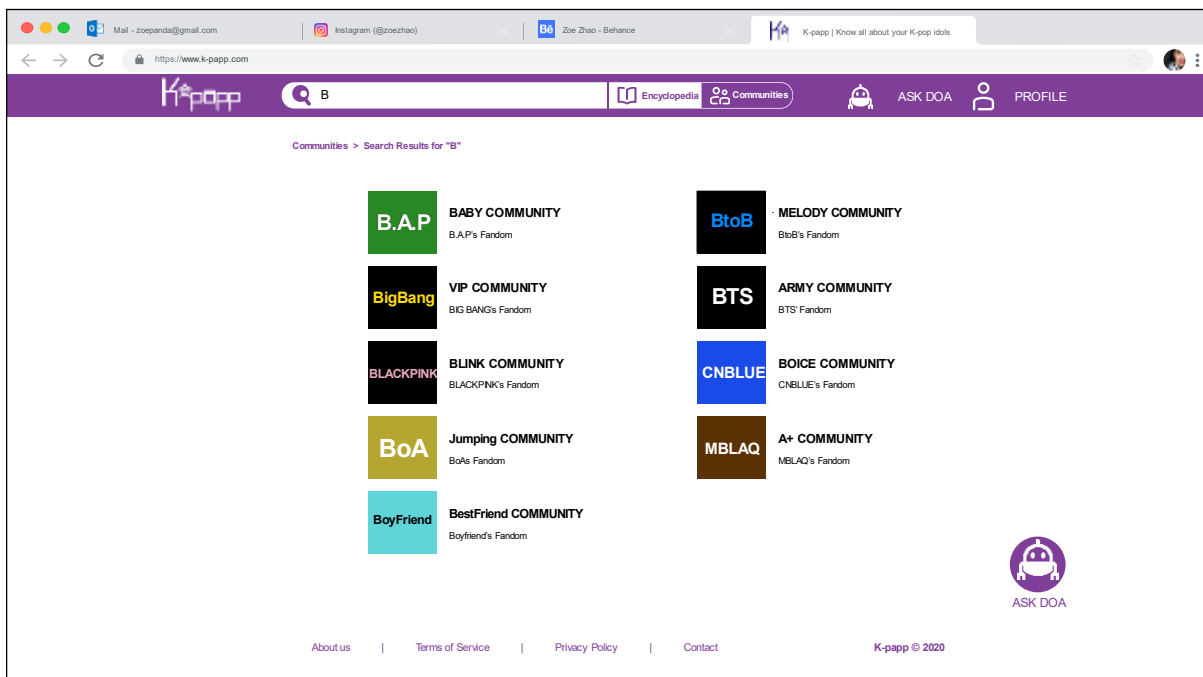 Mail - zoepanda@gmail.com
Instagram (@zoezhao)
Bē
Zoe Zhao - Behance
K-papp | Know all about your K-pop idols
https://www.k-papp.com
K-papp
B
Encyclopedia
Communities
ASK DOA
PROFILE
Communities > Search Results for "B"
B.A.P
BABY COMMUNITY
B.A.P's Fandom
BtoB
MELODY COMMUNITY
BtoB's Fandom
BigBang
VIP COMMUNITY
BIG BANG's Fandom
BTS
ARMY COMMUNITY
BTS' Fandom
BLACKPINK
BLINK COMMUNITY
BLACKPINK's Fandom
CNBLUE
BOICE COMMUNITY
CNBLUE's Fandom
BoA
Jumping COMMUNITY
BoAs Fandom
MBLAQ
A+ COMMUNITY
MBLAQ's Fandom
BoyFriend
BestFriend COMMUNITY
Boyfriend's Fandom
ASK DOA
About us | Terms of Service | Privacy Policy | Contact
K-papp © 2020